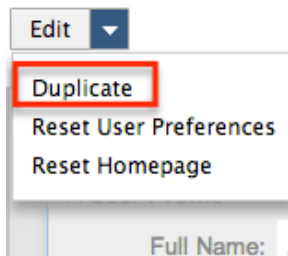 Edit
Duplicate
Reset User Preferences
Reset Homepage
Full Name: